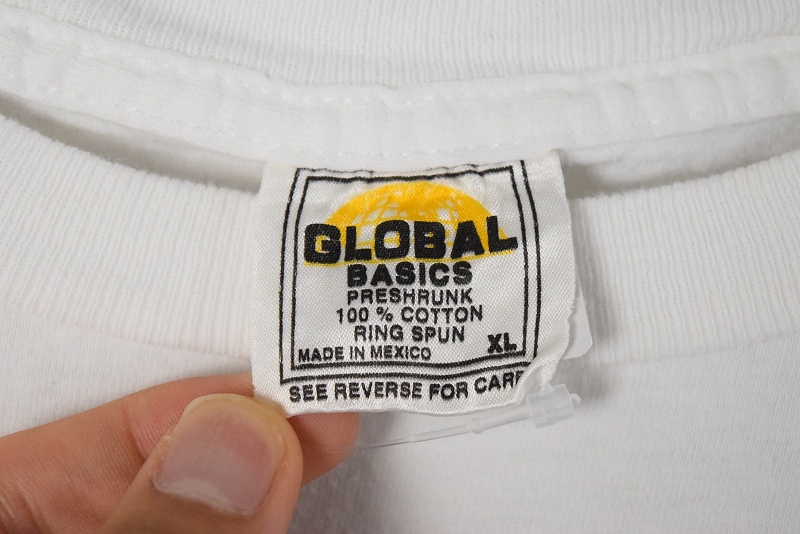 GLOBAL
BASICS
PRESHRUNK
100 % COTTON
RING SPUN
MADE IN MEXICO XL
SEE REVERSE FOR CARE